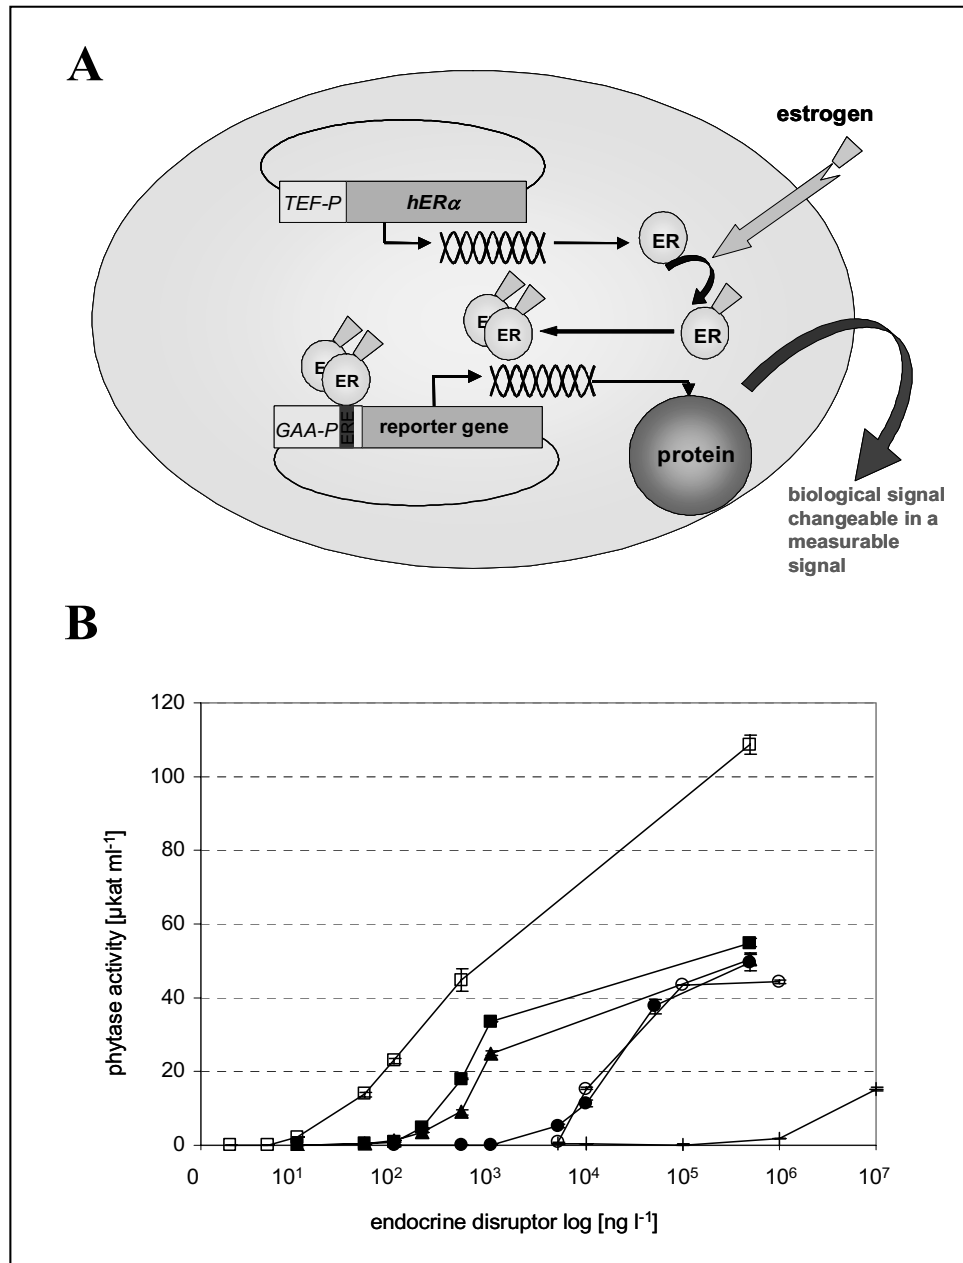 A
estrogen
TEF-P
hERα
ER
E
ER
ER
E
ER
GAA-P
ERE
reporter gene
protein
biological signal
changeable in a
measurable
signal
B
120
100
80
60
40
20
0
phytase activity [µkat ml-1]
0 10¹ 10² 10³ 10⁴ 10⁵ 10⁶ 10⁷
endocrine disruptor log [ng l-1]